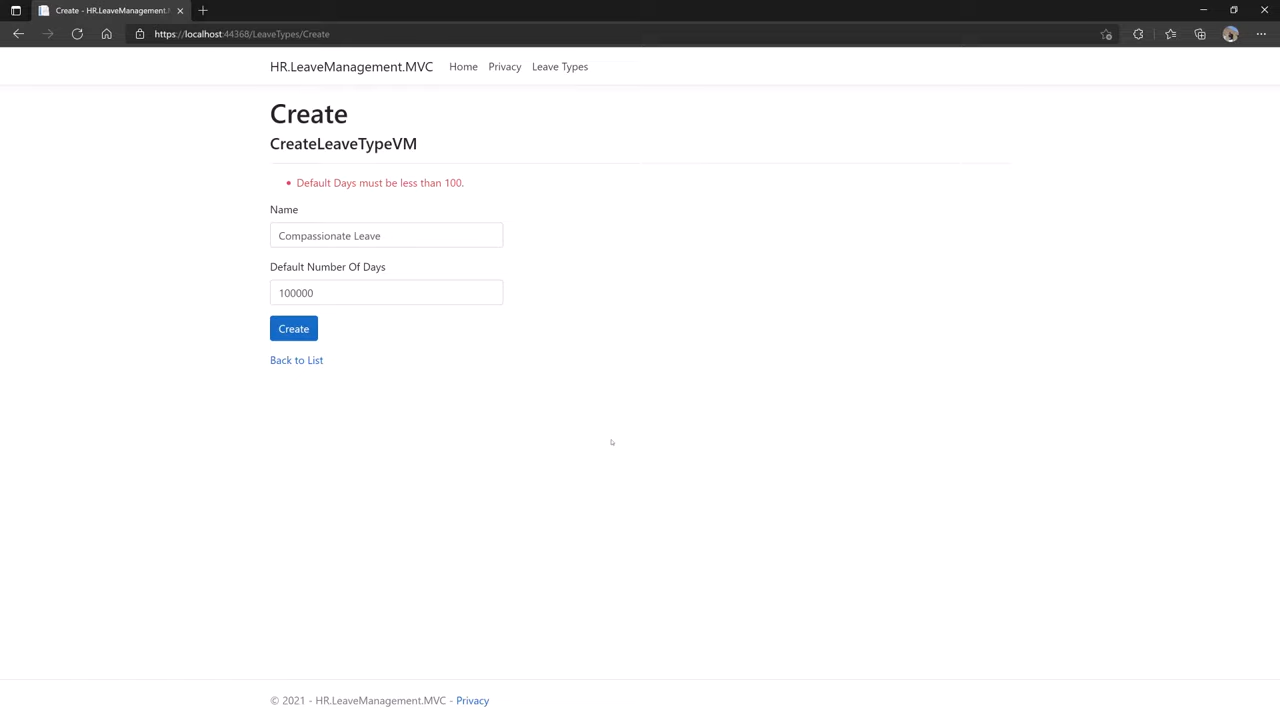 Create - HR.LeaveManagement.
https://localhost:44368/LeaveTypes/Create
HR.LeaveManagement.MVC Home Privacy Leave Types
Create
CreateLeaveTypeVM
Default Days must be less than 100.
Name
Compassionate Leave
Default Number Of Days
100000
Create
Back to List
© 2021 - HR.LeaveManagement.MVC - Privacy